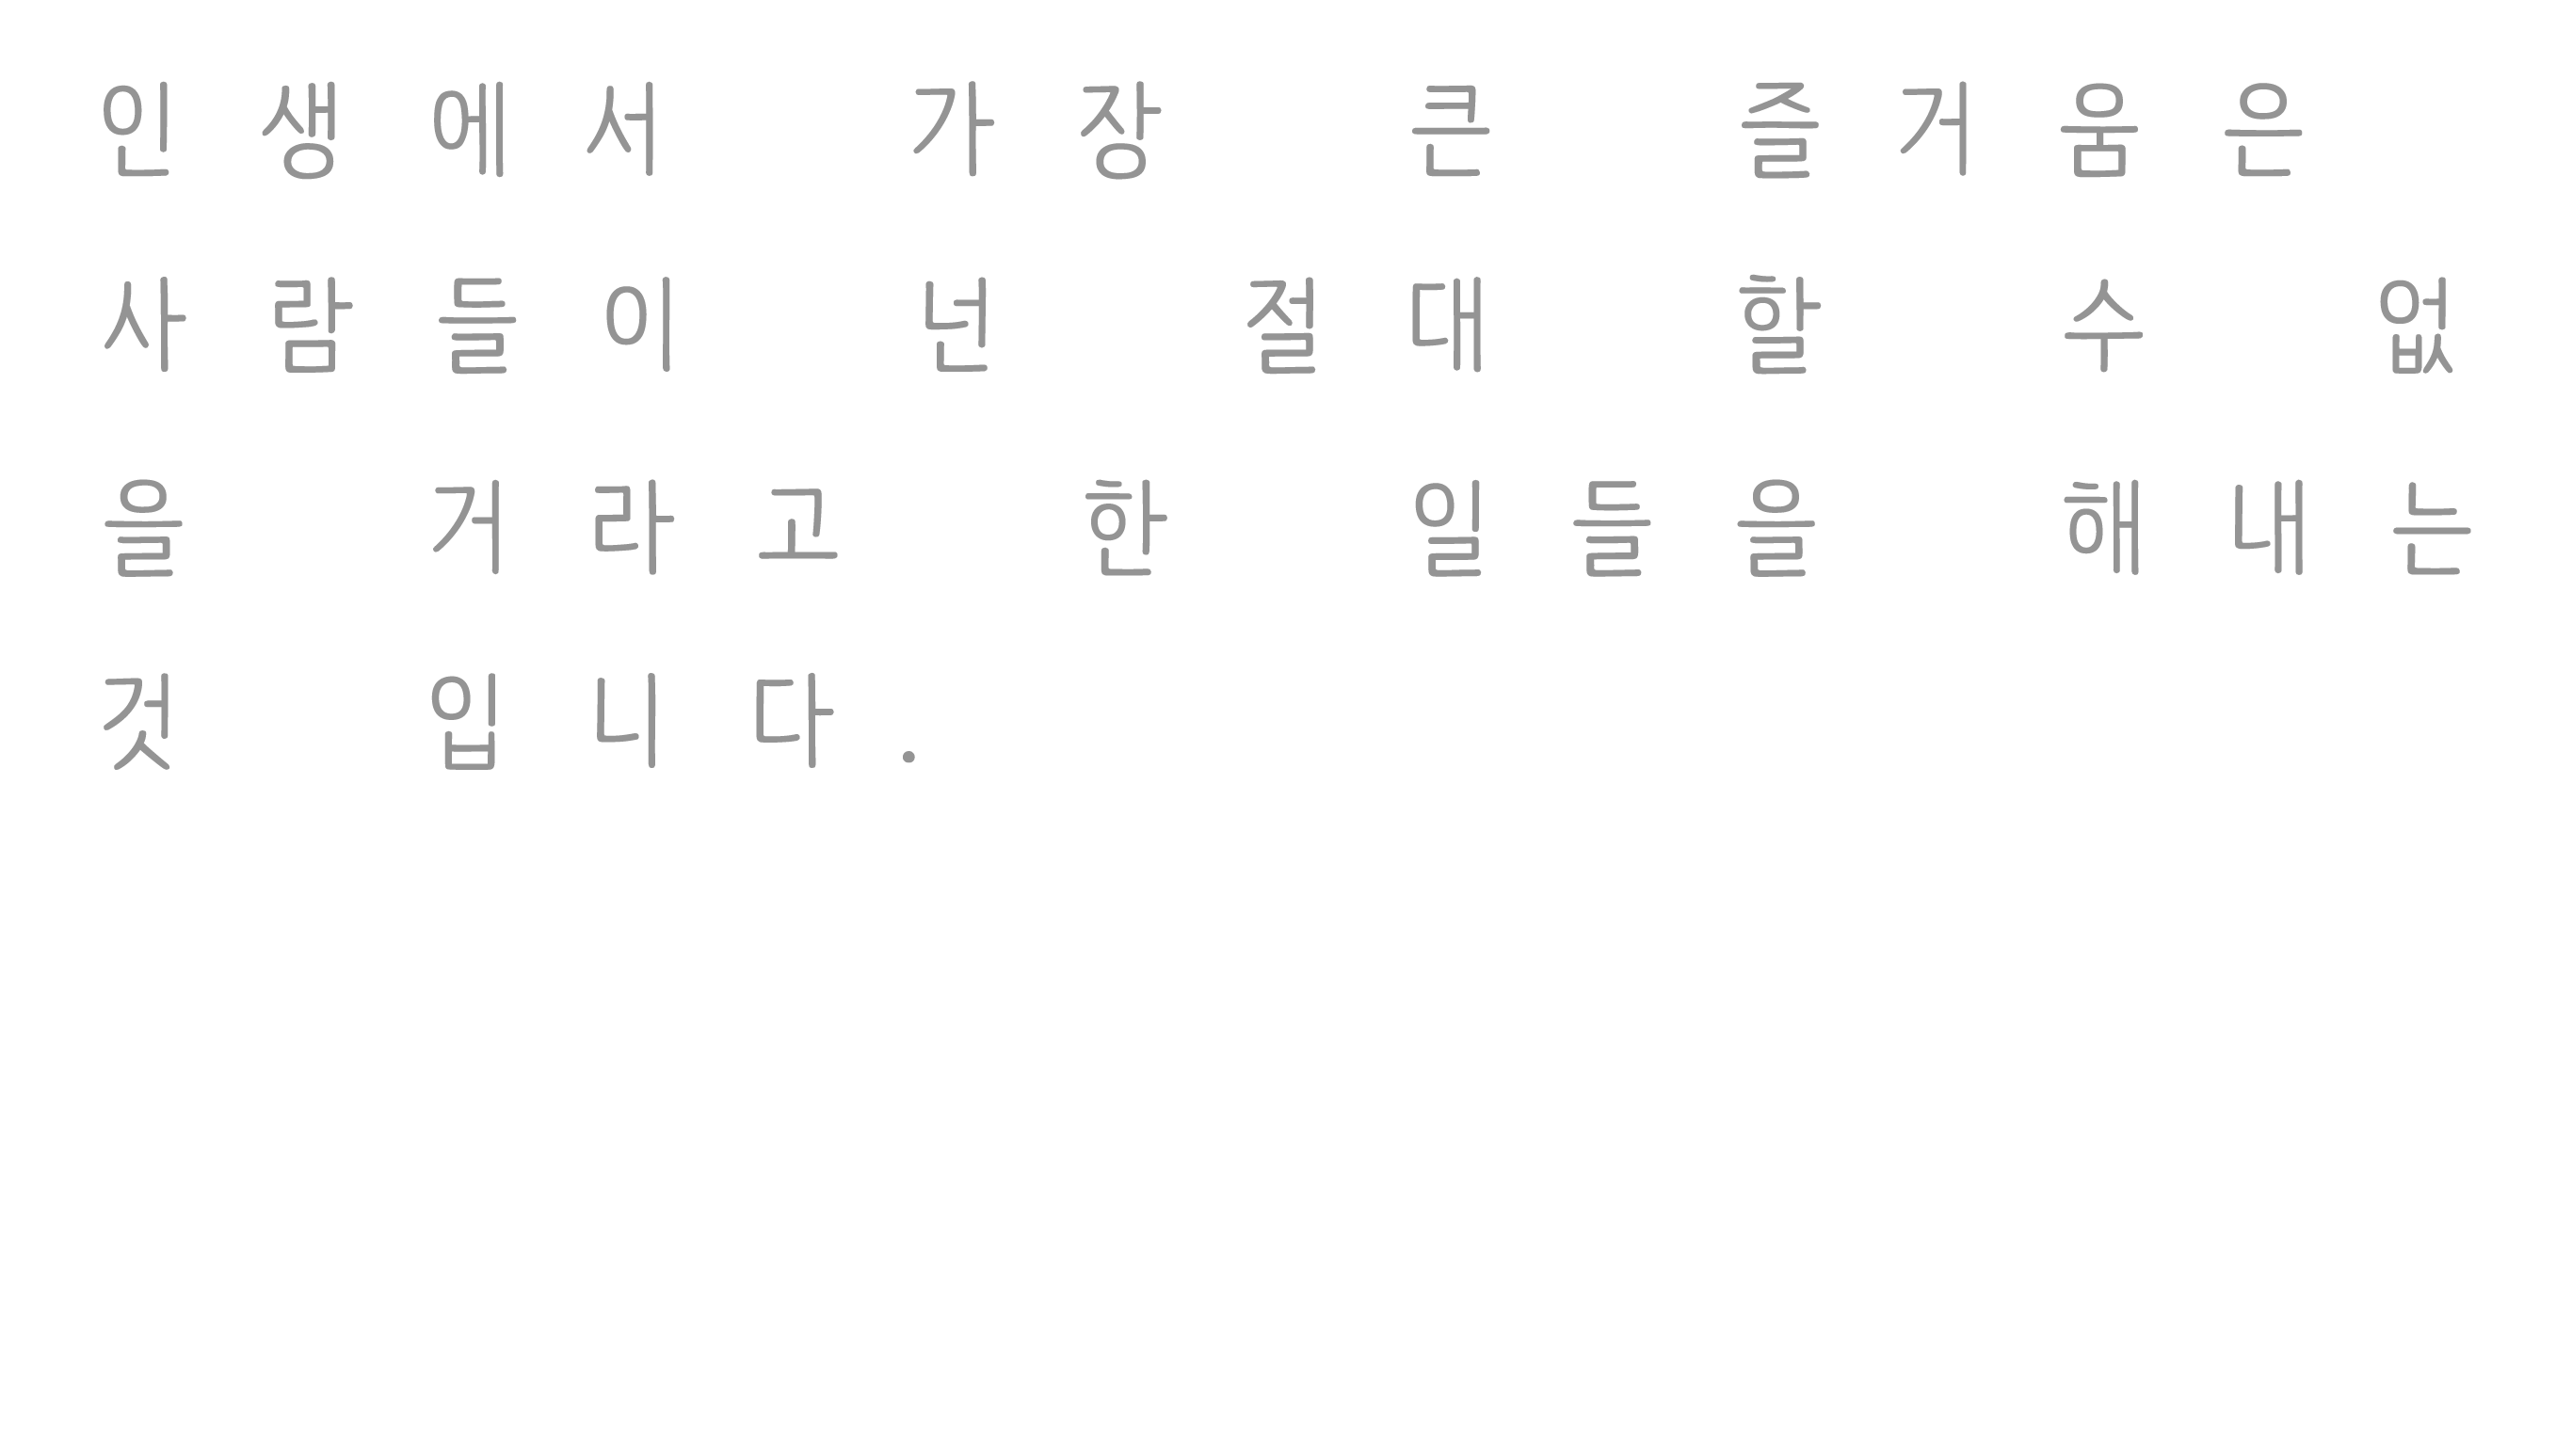 인생에서 가장 큰 즐거움은
사람들이 넌 절대 할 수 없
을 거라고 한 일들을 해내는
것 입니다.